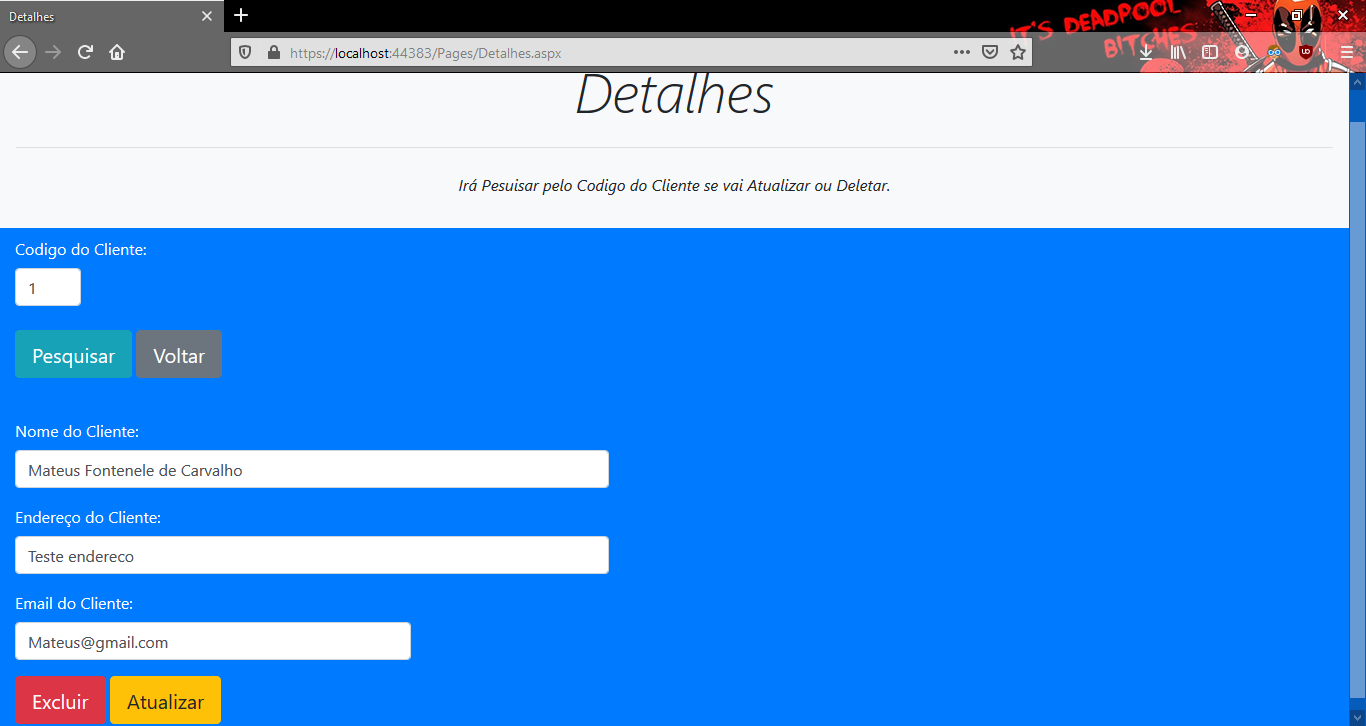 Detalhes
IT'S DEADPOOL
BITCHES
https://localhost:44383/Pages/Detalhes.aspx
Detalhes
Irá Pesuisar pelo Codigo do Cliente se vai Atualizar ou Deletar.
Codigo do Cliente:
1
Pesquisar Voltar
Nome do Cliente:
Mateus Fontenele de Carvalho
Endereço do Cliente:
Teste endereco
Email do Cliente:
Mateus@gmail.com
Excluir Atualizar